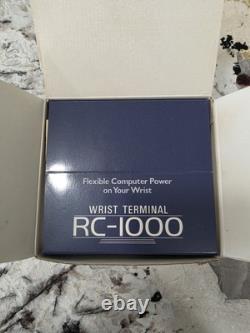 Flexible Computer Power
on Your Wrist
WRIST TERMINAL
RC-1000